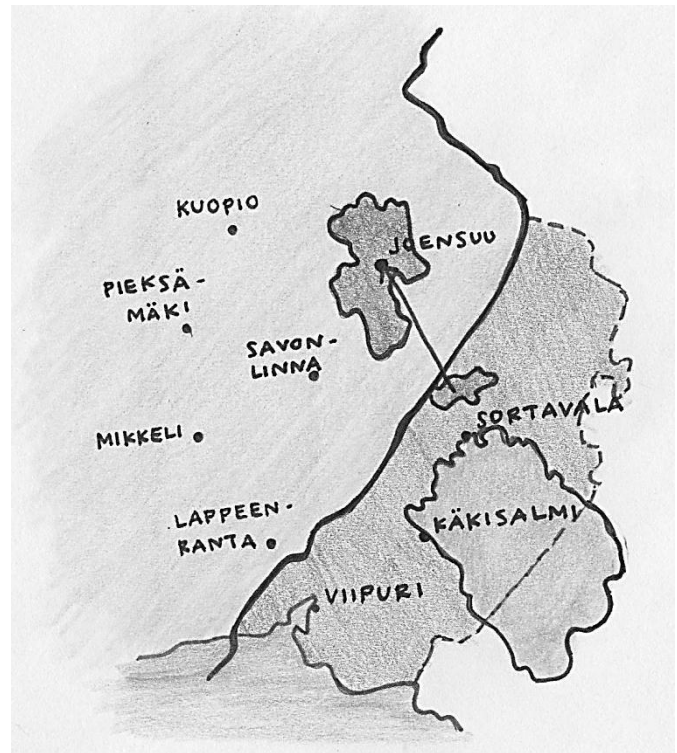 KUOPIO
JOENSUU
PIEKSÄ-
MÄKI
SAVON-
LINNA
SORTAVALA
MIKKELI
LAPPEEN-
RANTA
KÄKISALMI
VIIPURI